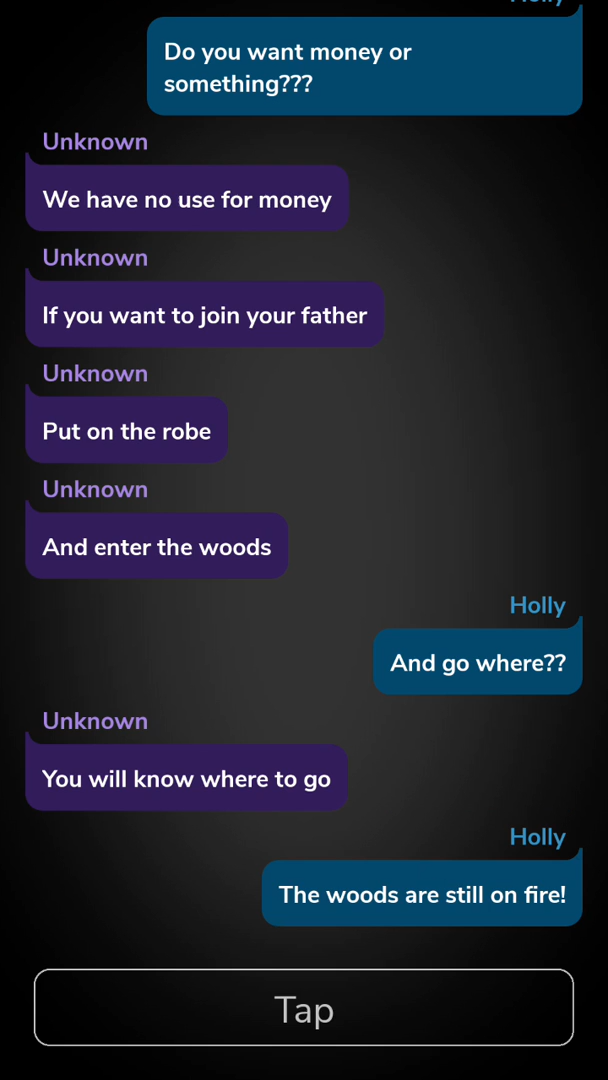 Do you want money or
something???
Unknown
We have no use for money
Unknown
If you want to join your father
Unknown
Put on the robe
Unknown
And enter the woods
Holly
And go where??
Unknown
You will know where to go
Holly
The woods are still on fire!
Tap